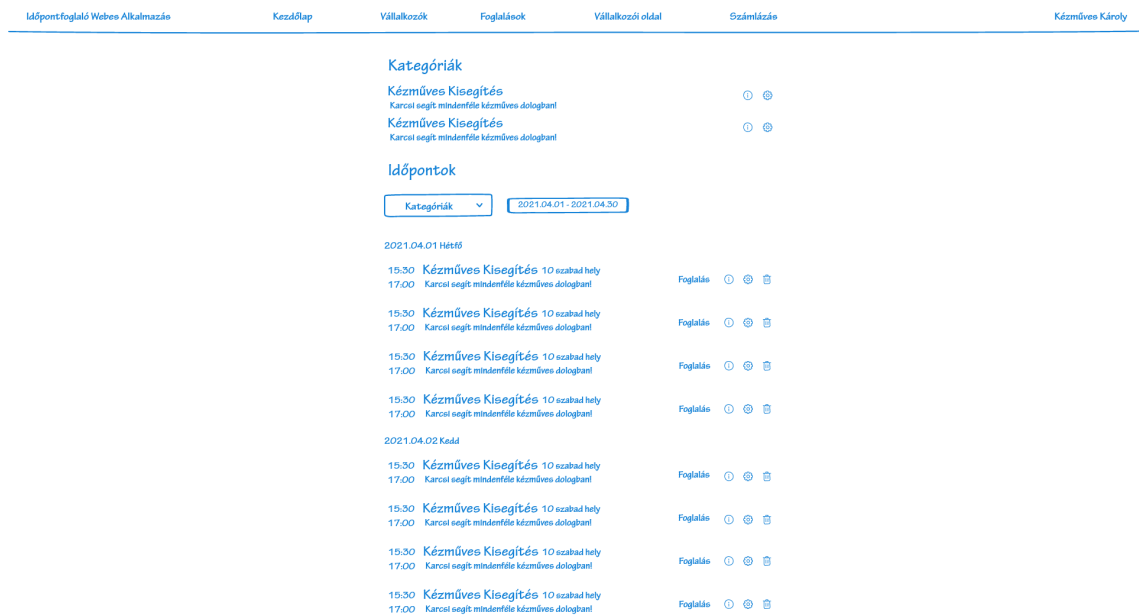 Időpontfoglaló Webes Alkalmazás Kezdőlap Vállalkozók Foglalások Vállalkozói oldal Számlázás Kézműves Károly
Kategóriák
Kézműves Kisegítés
Karcsi segít mindenféle kézműves dologban!
Kézműves Kisegítés
Karcsi segít mindenféle kézműves dologban!
Időpontok
Kategóriák 2021.04.01 - 2021.04.30
2021.04.01 Hétfő
15:30 Kézműves Kisegítés 10 szabad hely
17:00 Karcsi segít mindenféle kézműves dologban! Foglalás
15:30 Kézműves Kisegítés 10 szabad hely
17:00 Karcsi segít mindenféle kézműves dologban! Foglalás
15:30 Kézműves Kisegítés 10 szabad hely
17:00 Karcsi segít mindenféle kézműves dologban! Foglalás
15:30 Kézműves Kisegítés 10 szabad hely
17:00 Karcsi segít mindenféle kézműves dologban! Foglalás
2021.04.02 Kedd
15:30 Kézműves Kisegítés 10 szabad hely
17:00 Karcsi segít mindenféle kézműves dologban! Foglalás
15:30 Kézműves Kisegítés 10 szabad hely
17:00 Karcsi segít mindenféle kézműves dologban! Foglalás
15:30 Kézműves Kisegítés 10 szabad hely
17:00 Karcsi segít mindenféle kézműves dologban! Foglalás
15:30 Kézműves Kisegítés 10 szabad hely
17:00 Karcsi segít mindenféle kézműves dologban! Foglalás